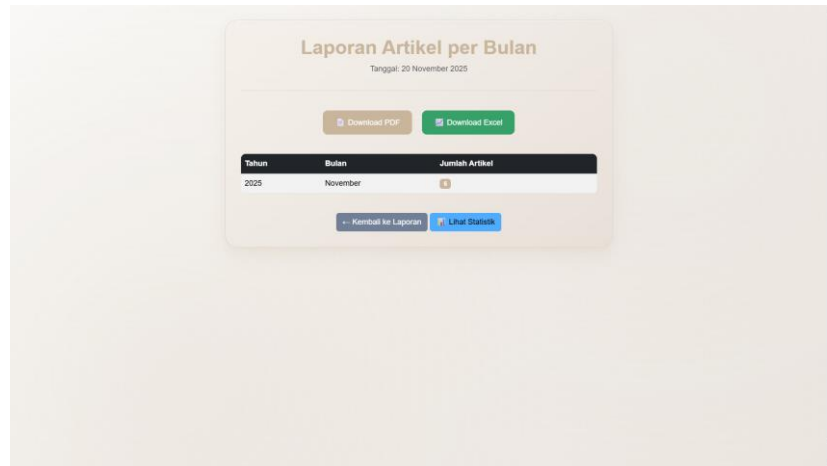 Laporan Artikel per Bulan
Tanggal: 20 November 2025
Download PDF Download Excel
Tahun Bulan Jumlah Artikel
2025 November
← Kembali ke Laporan Lihat Statistik